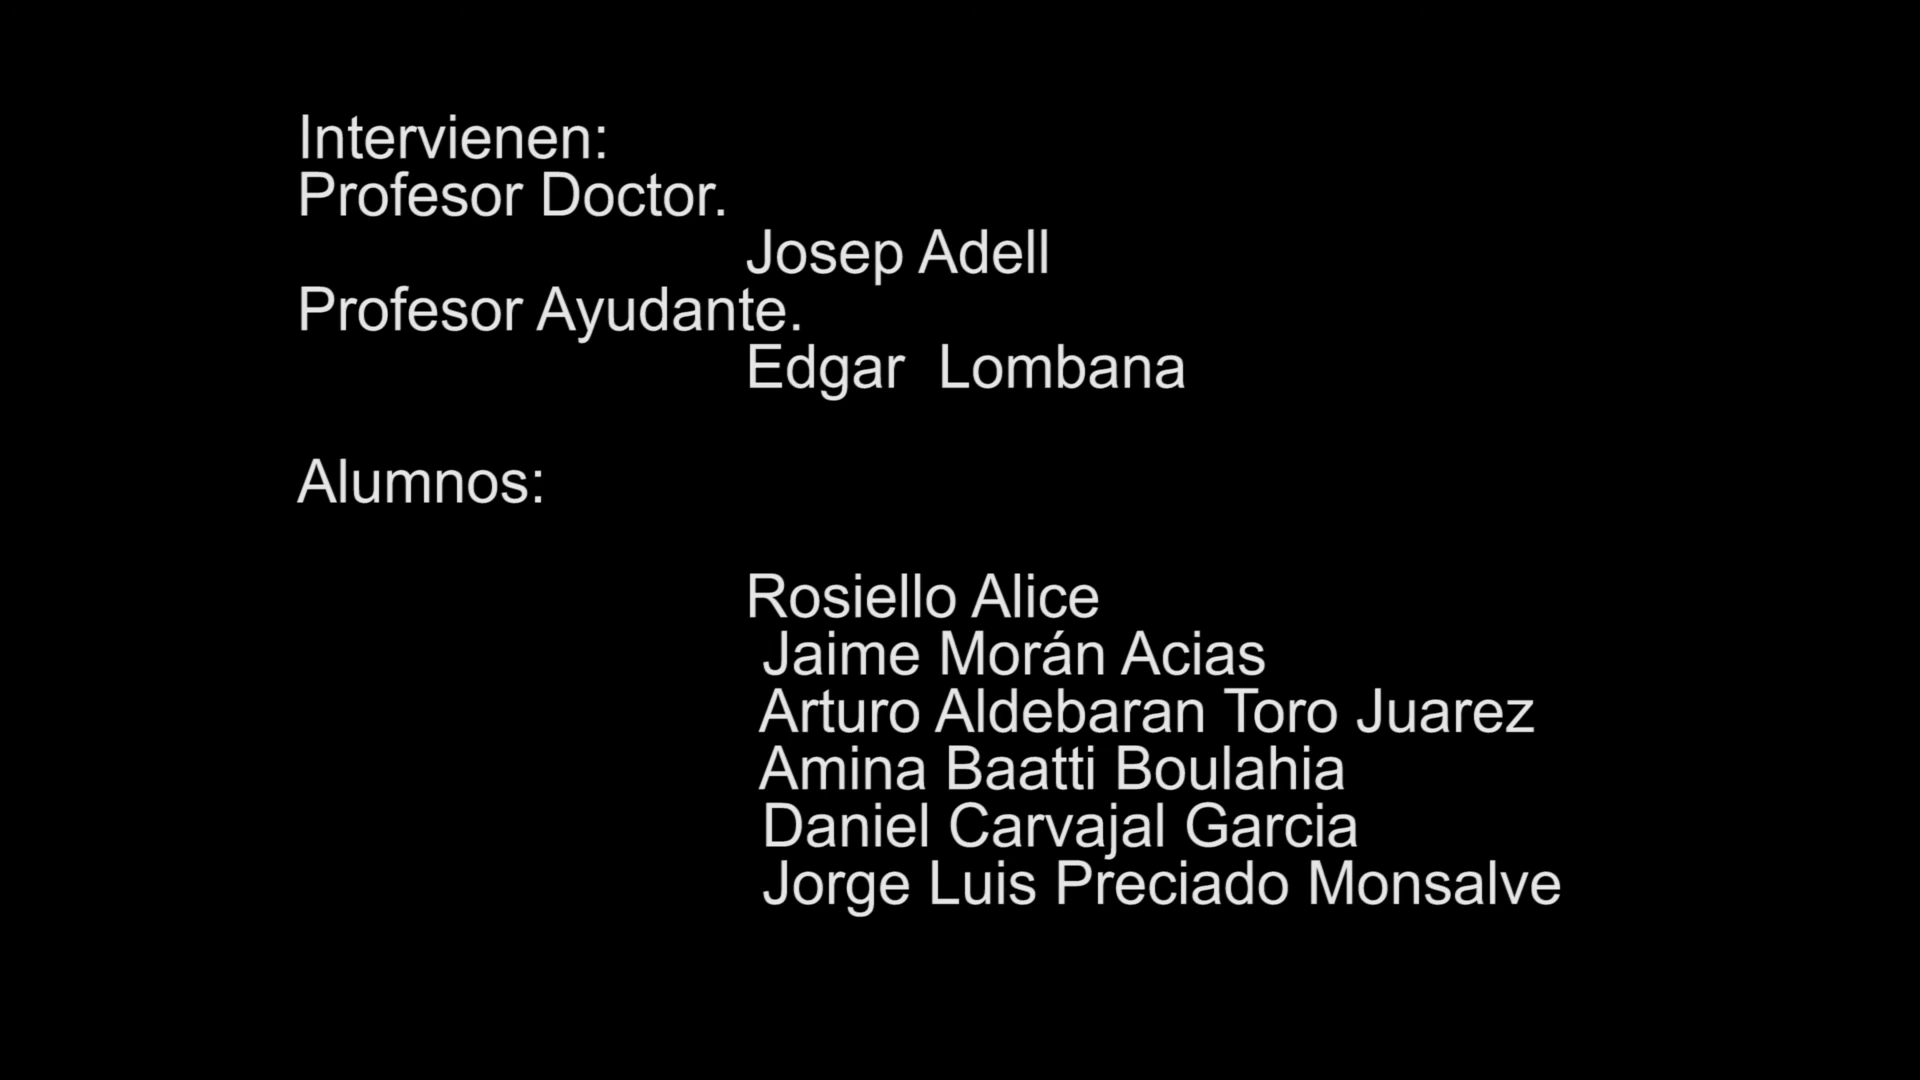 Intervienen:
Profesor Doctor.
Josep Adell
Profesor Ayudante.
Edgar  Lombana
Alumnos:
Rosiello Alice
Jaime Morán Acias
Arturo Aldebaran Toro Juarez
Amina Baatti Boulahia
Daniel Carvajal Garcia
Jorge Luis Preciado Monsalve